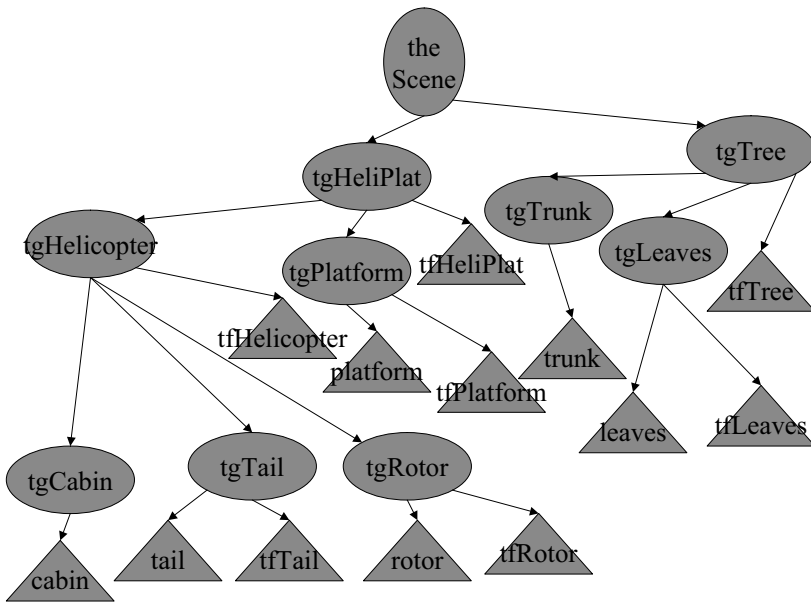 the
Scene
tgTree
tgHeliPlat
tgTrunk
tgHelicopter
tgPlatform
tfHeliPlat
tgLeaves
tfTree
tfHelicopter
platform
trunk
tfPlatform
leaves
tfLeaves
tgCabin
tgTail
tgRotor
cabin
tail
tfTail
rotor
tfRotor